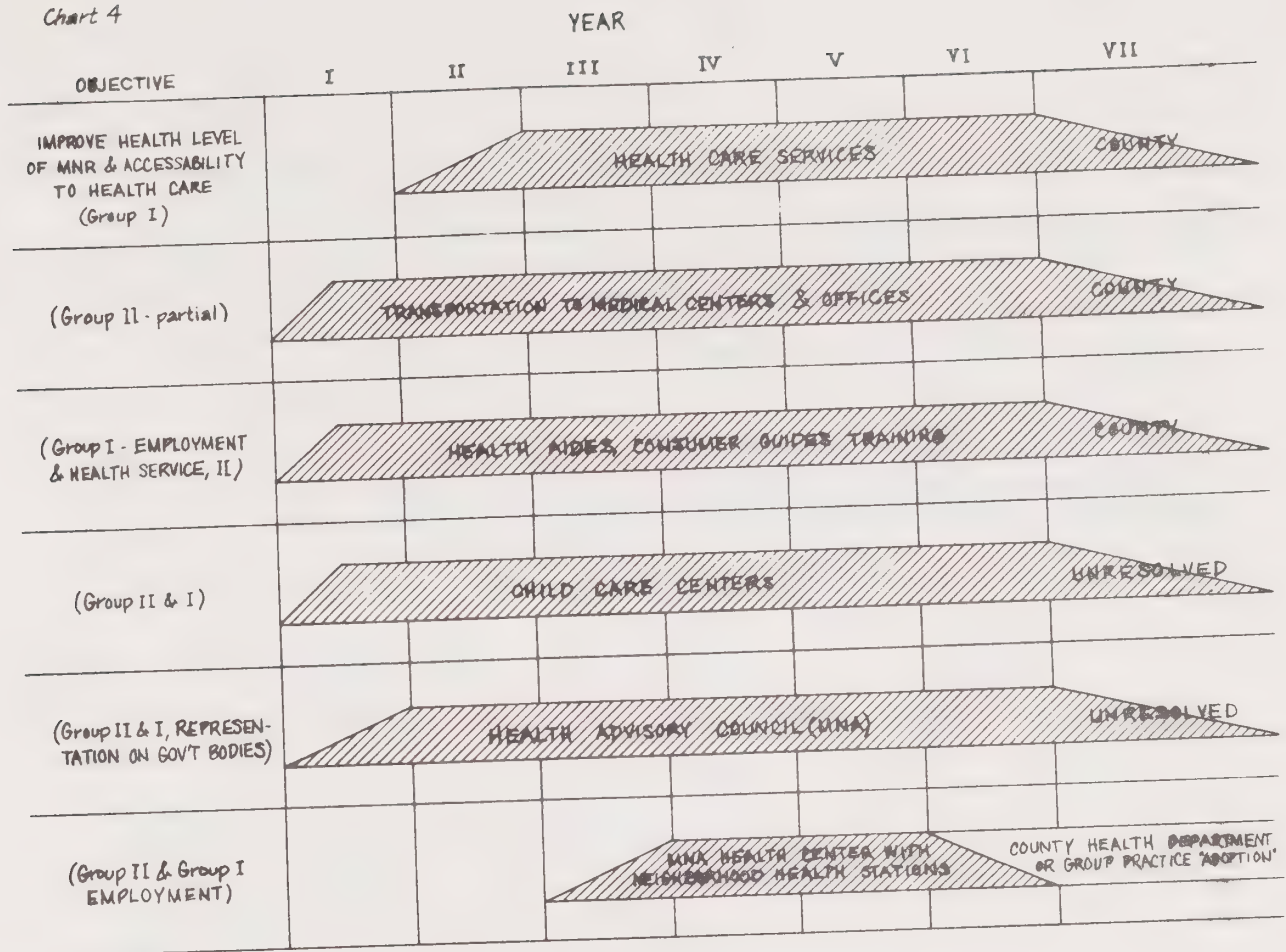 Chart 4
YEAR
OBJECTIVE I II III IV V VI VII
IMPROVE HEALTH LEVEL
OF MNR & ACCESSABILITY
TO HEALTH CARE
(Group I)
HEALTH CARE SERVICES
COUNTY
(Group II - partial)
TRANSPORTATION TO MEDICAL CENTERS & OFFICES
COUNTY
(Group I - EMPLOYMENT
& HEALTH SERVICE, II)
HEALTH AIDES, CONSUMER GUIDES TRAINING
COUNTY
(Group II & I)
CHILD CARE CENTERS
UNRESOLVED
(Group II & I, REPRESEN-
TATION ON GOV'T BODIES)
HEALTH ADVISORY COUNCIL (MNA)
UNRESOLVED
(Group II & Group I
EMPLOYMENT)
MNA HEALTH CENTER WITH
NEIGHBORHOOD HEALTH STATIONS
COUNTY HEALTH DEPARTMENT
OR GROUP PRACTICE "ADOPTION"